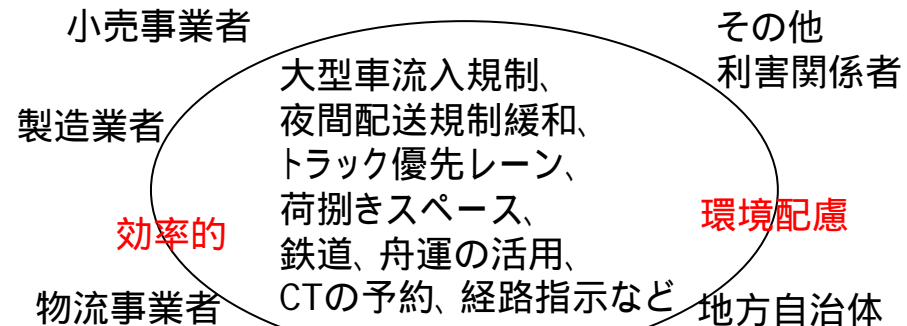 小売事業者
その他
利害関係者
製造業者
大型車流入規制、
夜間配送規制緩和、
トラック優先レーン、
荷捌きスペース、
鉄道、舟運の活用、
CTの予約、経路指示など
効率的
環境配慮
物流事業者
地方自治体